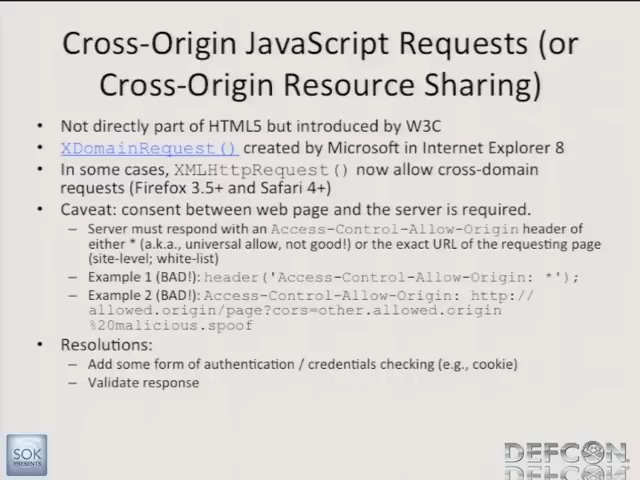 Cross-Origin JavaScript Requests (or
Cross-Origin Resource Sharing)
• Not directly part of HTML5 but introduced by W3C
• XDomainRequest() created by Microsoft in Internet Explorer 8
• In some cases, XMLHttpRequest() now allow cross-domain
requests (Firefox 3.5+ and Safari 4+)
• Caveat: consent between web page and the server is required.
– Server must respond with an Access-Control-Allow-Origin header of
either * (a.k.a., universal allow, not good!) or the exact URL of the requesting page
(site-level; white-list)
– Example 1 (BAD!): header('Access-Control-Allow-Origin: *');
– Example 2 (BAD!): Access-Control-Allow-Origin: http://
allowed.origin/page?cors=other.allowed.origin
%20malicious.spoof
• Resolutions:
– Add some form of authentication / credentials checking (e.g., cookie)
– Validate response
SOK
PRESENTS
DEFCON